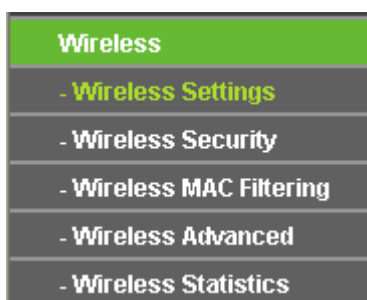 Wireless
- Wireless Settings
- Wireless Security
- Wireless MAC Filtering
- Wireless Advanced
- Wireless Statistics